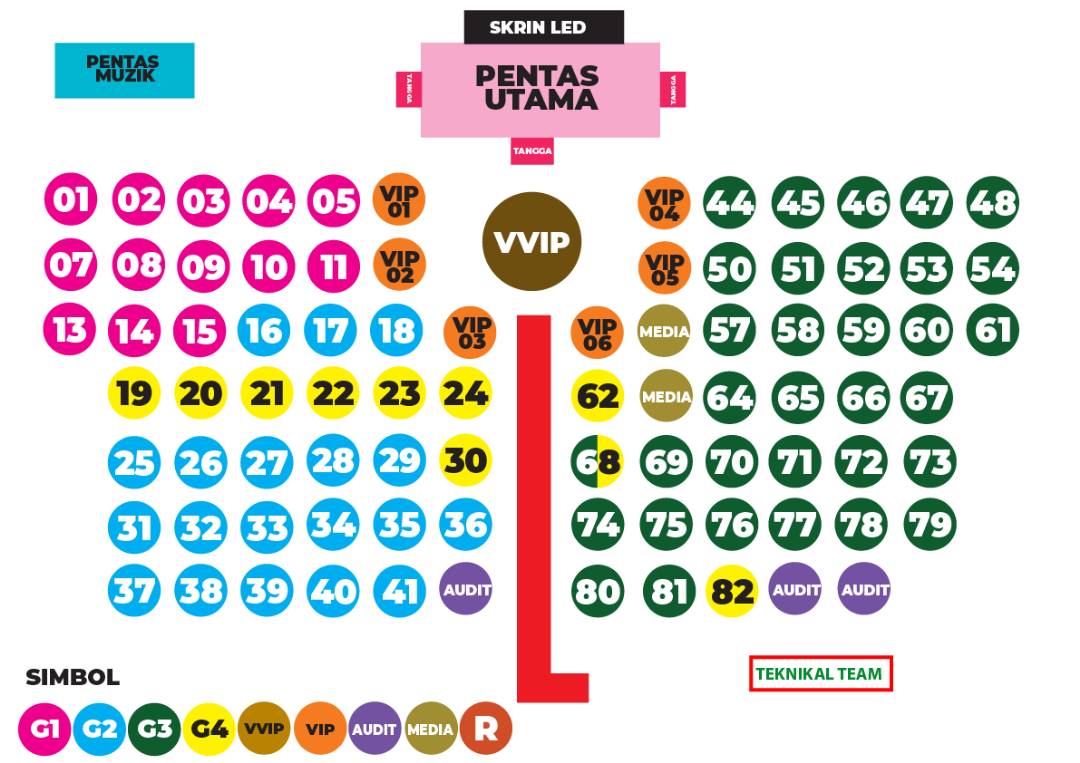 SKRIN LED
PENTAS
MUZIK
PENTAS
UTAMA
TANGGA
TANGGA
TANGGA
01 02 03 04 05 VIP 01
VVIP
VIP 04 44 45 46 47 48
07 08 09 10 11 VIP 02
VIP 05 50 51 52 53 54
13 14 15 16 17 18 VIP 03
VIP 06 MEDIA 57 58 59 60 61
19 20 21 22 23 24
62 MEDIA 64 65 66 67
25 26 27 28 29 30
68 69 70 71 72 73
31 32 33 34 35 36
74 75 76 77 78 79
37 38 39 40 41 AUDIT
80 81 82 AUDIT AUDIT
SIMBOL
TEKNIKAL TEAM
G1 G2 G3 G4 VVIP VIP AUDIT MEDIA R